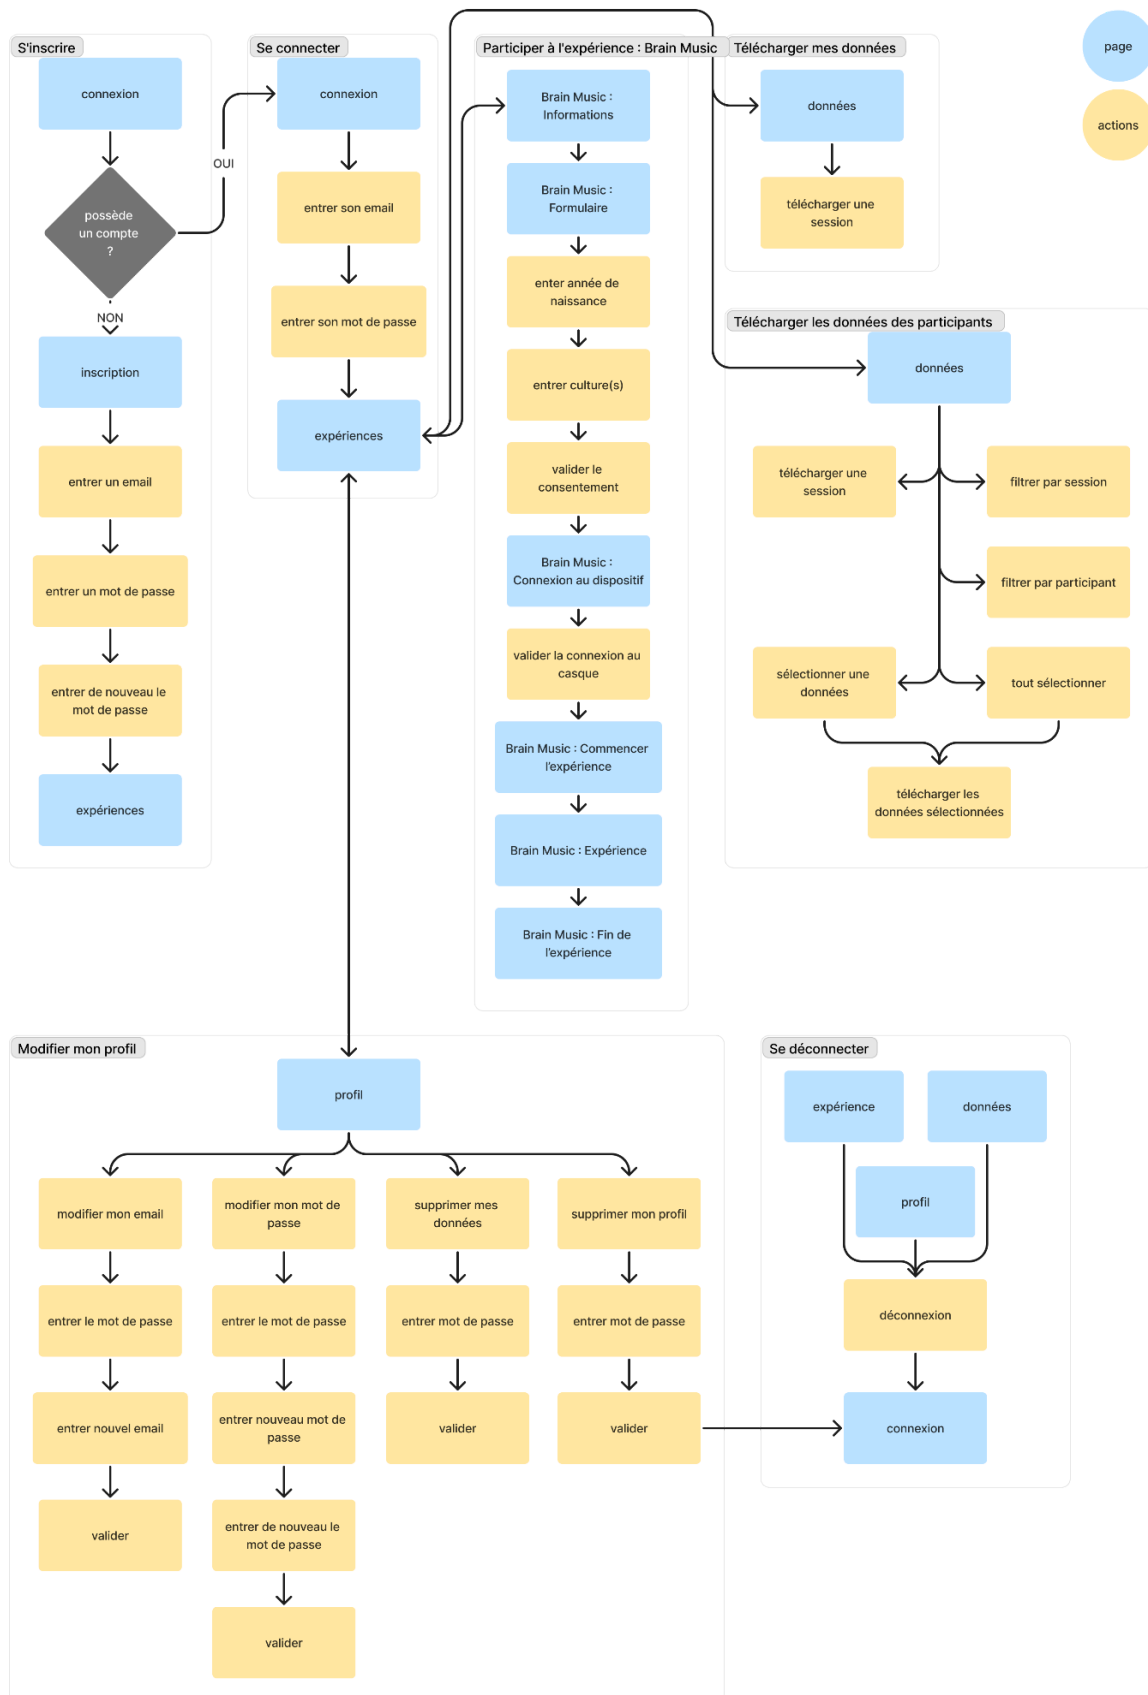 S'inscrire
connexion
possède
un compte
?
OUI
NON
inscription
entrer un email
entrer un mot de passe
entrer de nouveau le
mot de passe
expériences
Se connecter
connexion
entrer son email
entrer son mot de passe
expériences
Participer à l'expérience : Brain Music
Brain Music :
Informations
Brain Music :
Formulaire
enter année de
naissance
entrer culture(s)
valider le
consentement
Brain Music :
Connexion au dispositif
valider la connexion au
casque
Brain Music : Commencer
l'expérience
Brain Music : Expérience
Brain Music : Fin de
l'expérience
Télécharger mes données
données
télécharger une
session
page
actions
Télécharger les données des participants
données
télécharger une
session
filtrer par session
filtrer par participant
sélectionner une
données
tout sélectionner
télécharger les
données sélectionnées
Modifier mon profil
profil
modifier mon email
entrer le mot de passe
entrer nouvel email
valider
modifier mon mot de
passe
entrer le mot de passe
entrer nouveau mot de
passe
entrer de nouveau le
mot de passe
valider
supprimer mes
données
entrer mot de passe
valider
supprimer mon profil
entrer mot de passe
valider
Se déconnecter
expérience
données
profil
déconnexion
connexion